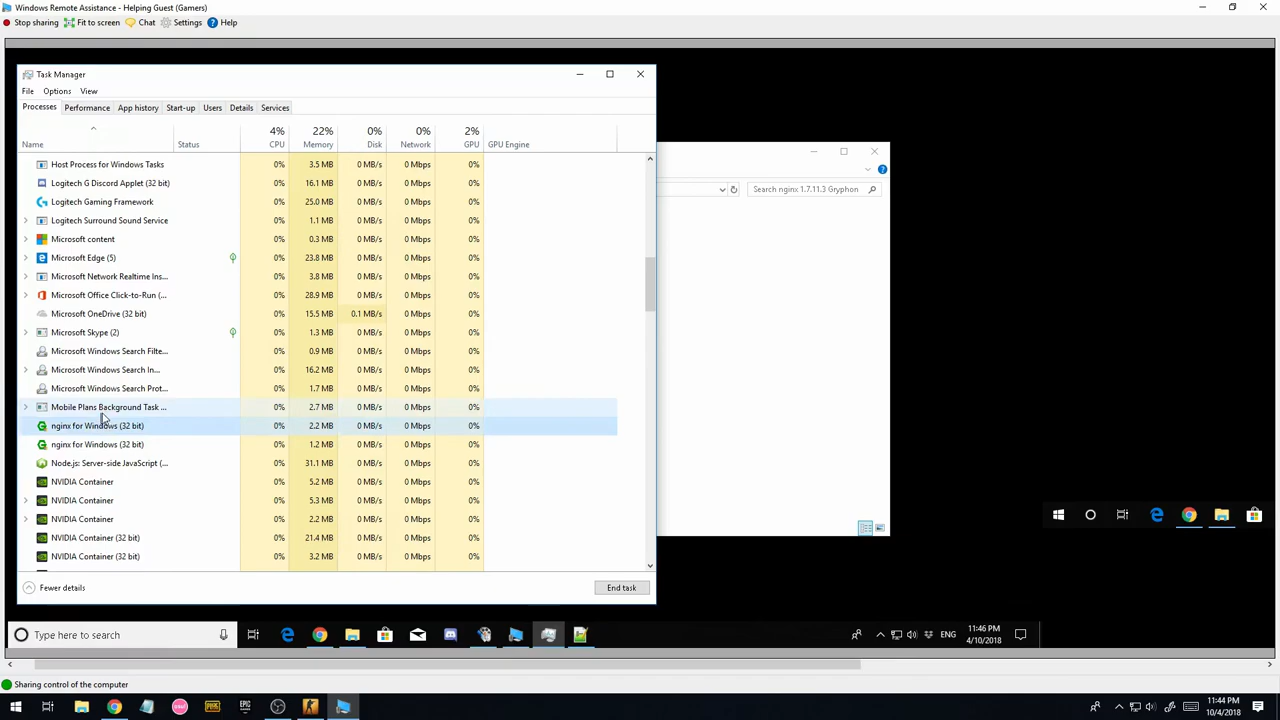 Windows Remote Assistance - Helping Guest (Gamers)
Stop sharing Fit to screen Chat Settings Help
Task Manager
File Options View
Processes Performance App history Start-up Users Details Services
4% 22% 0% 0% 2%
Name Status CPU Memory Disk Network GPU GPU Engine
Host Process for Windows Tasks 0% 3.5 MB 0 MB/s 0 Mbps 0%
Logitech G Discord Applet (32 bit) 0% 16.1 MB 0 MB/s 0 Mbps 0%
Logitech Gaming Framework 0% 25.0 MB 0 MB/s 0 Mbps 0%
Logitech Surround Sound Service 0% 1.1 MB 0 MB/s 0 Mbps 0%
Microsoft content 0% 0.3 MB 0 MB/s 0 Mbps 0%
Microsoft Edge (5) 0% 23.8 MB 0 MB/s 0 Mbps 0%
Microsoft Network Realtime Ins... 0% 3.8 MB 0 MB/s 0 Mbps 0%
Microsoft Office Click-to-Run (... 0% 28.9 MB 0 MB/s 0 Mbps 0%
Microsoft OneDrive (32 bit) 0% 15.5 MB 0.1 MB/s 0 Mbps 0%
Microsoft Skype (2) 0% 1.3 MB 0 MB/s 0 Mbps 0%
Microsoft Windows Search Filte... 0% 0.9 MB 0 MB/s 0 Mbps 0%
Microsoft Windows Search In... 0% 16.2 MB 0 MB/s 0 Mbps 0%
Microsoft Windows Search Prot... 0% 1.7 MB 0 MB/s 0 Mbps 0%
Mobile Plans Background Task ... 0% 2.7 MB 0 MB/s 0 Mbps 0%
nginx for Windows (32 bit) 0% 2.2 MB 0 MB/s 0 Mbps 0%
nginx for Windows (32 bit) 0% 1.2 MB 0 MB/s 0 Mbps 0%
Node.js: Server-side JavaScript (... 0% 31.1 MB 0 MB/s 0 Mbps 0%
NVIDIA Container 0% 5.2 MB 0 MB/s 0 Mbps 0%
NVIDIA Container 0% 5.3 MB 0 MB/s 0 Mbps 0%
NVIDIA Container 0% 2.2 MB 0 MB/s 0 Mbps 0%
NVIDIA Container (32 bit) 0% 21.4 MB 0 MB/s 0 Mbps 0%
NVIDIA Container (32 bit) 0% 3.2 MB 0 MB/s 0 Mbps 0%
Fewer details End task
Search nginx 1.7.11.3 Gryphon
Type here to search ENG 11:46 PM
4/10/2018
Sharing control of the computer
EPIC PUBG osu! 11:44 PM
10/4/2018